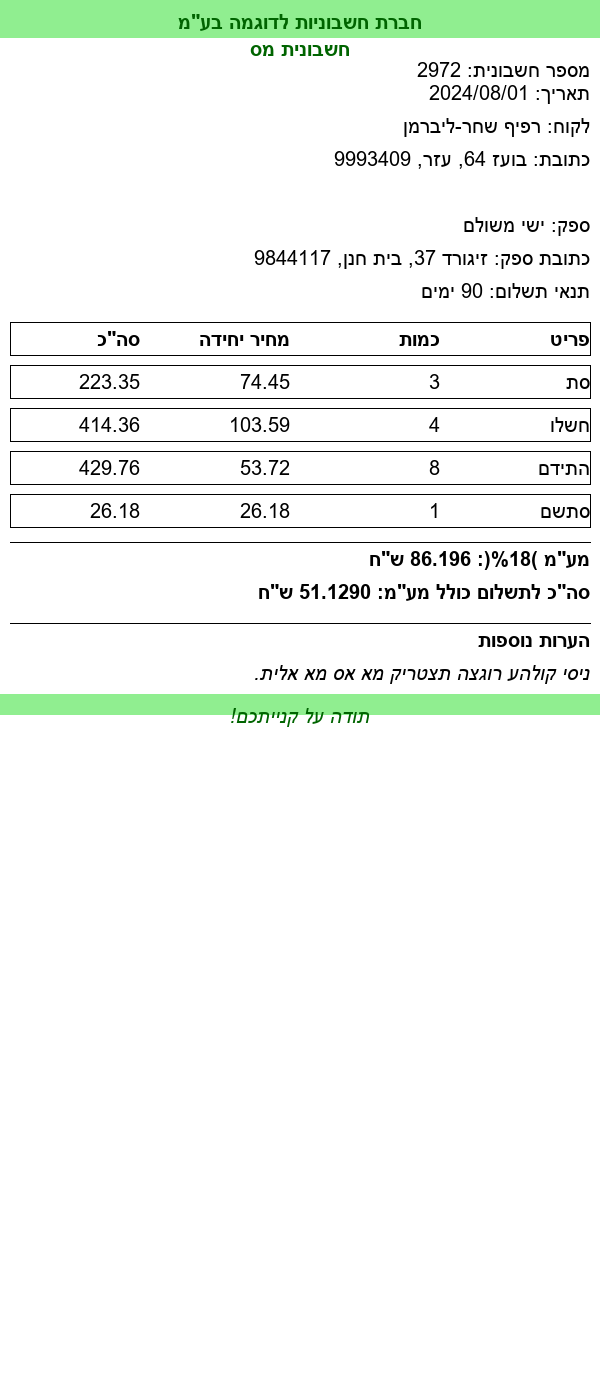 חברת חשבוניות לדוגמה בע"מ
חשבונית מס
מספר חשבונית: 2972
תאריך: 2024/08/01
לקוח: רפיף שחר-ליברמן
כתובת: בועז 64, עזר, 9993409
ספק: ישי משולם
כתובת ספק: זיגורד 37, בית חנן, 9844117
תנאי תשלום: 90 ימים
פריט כמות מחיר יחידה סה"כ
סת 3 74.45 223.35
חשלו 4 103.59 414.36
התידם 8 53.72 429.76
סתשם 1 26.18 26.18
מע"מ )18%(: 86.196 ש"ח
סה"כ לתשלום כולל מע"מ: 51.1290 ש"ח
הערות נוספות
ניסי קולהע רוגצה תצטריק מא אס מא אלית.
תודה על קנייתכם!